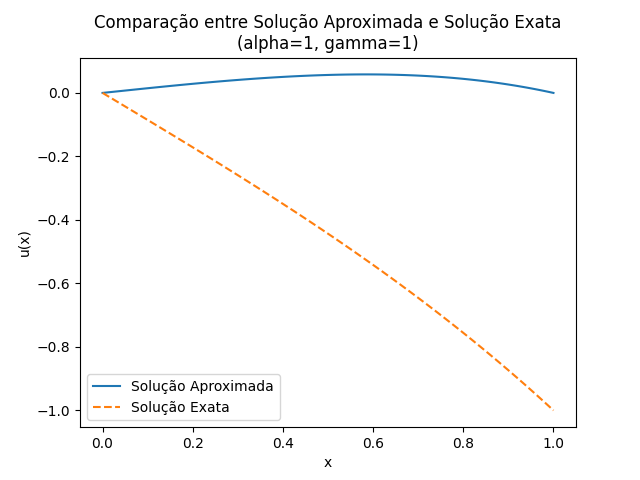 Comparação entre Solução Aproximada e Solução Exata
(alpha=1, gamma=1)
u(x)
0.0
−0.2
−0.4
−0.6
−0.8
−1.0
Solução Aproximada
Solução Exata
0.0 0.2 0.4 0.6 0.8 1.0
x